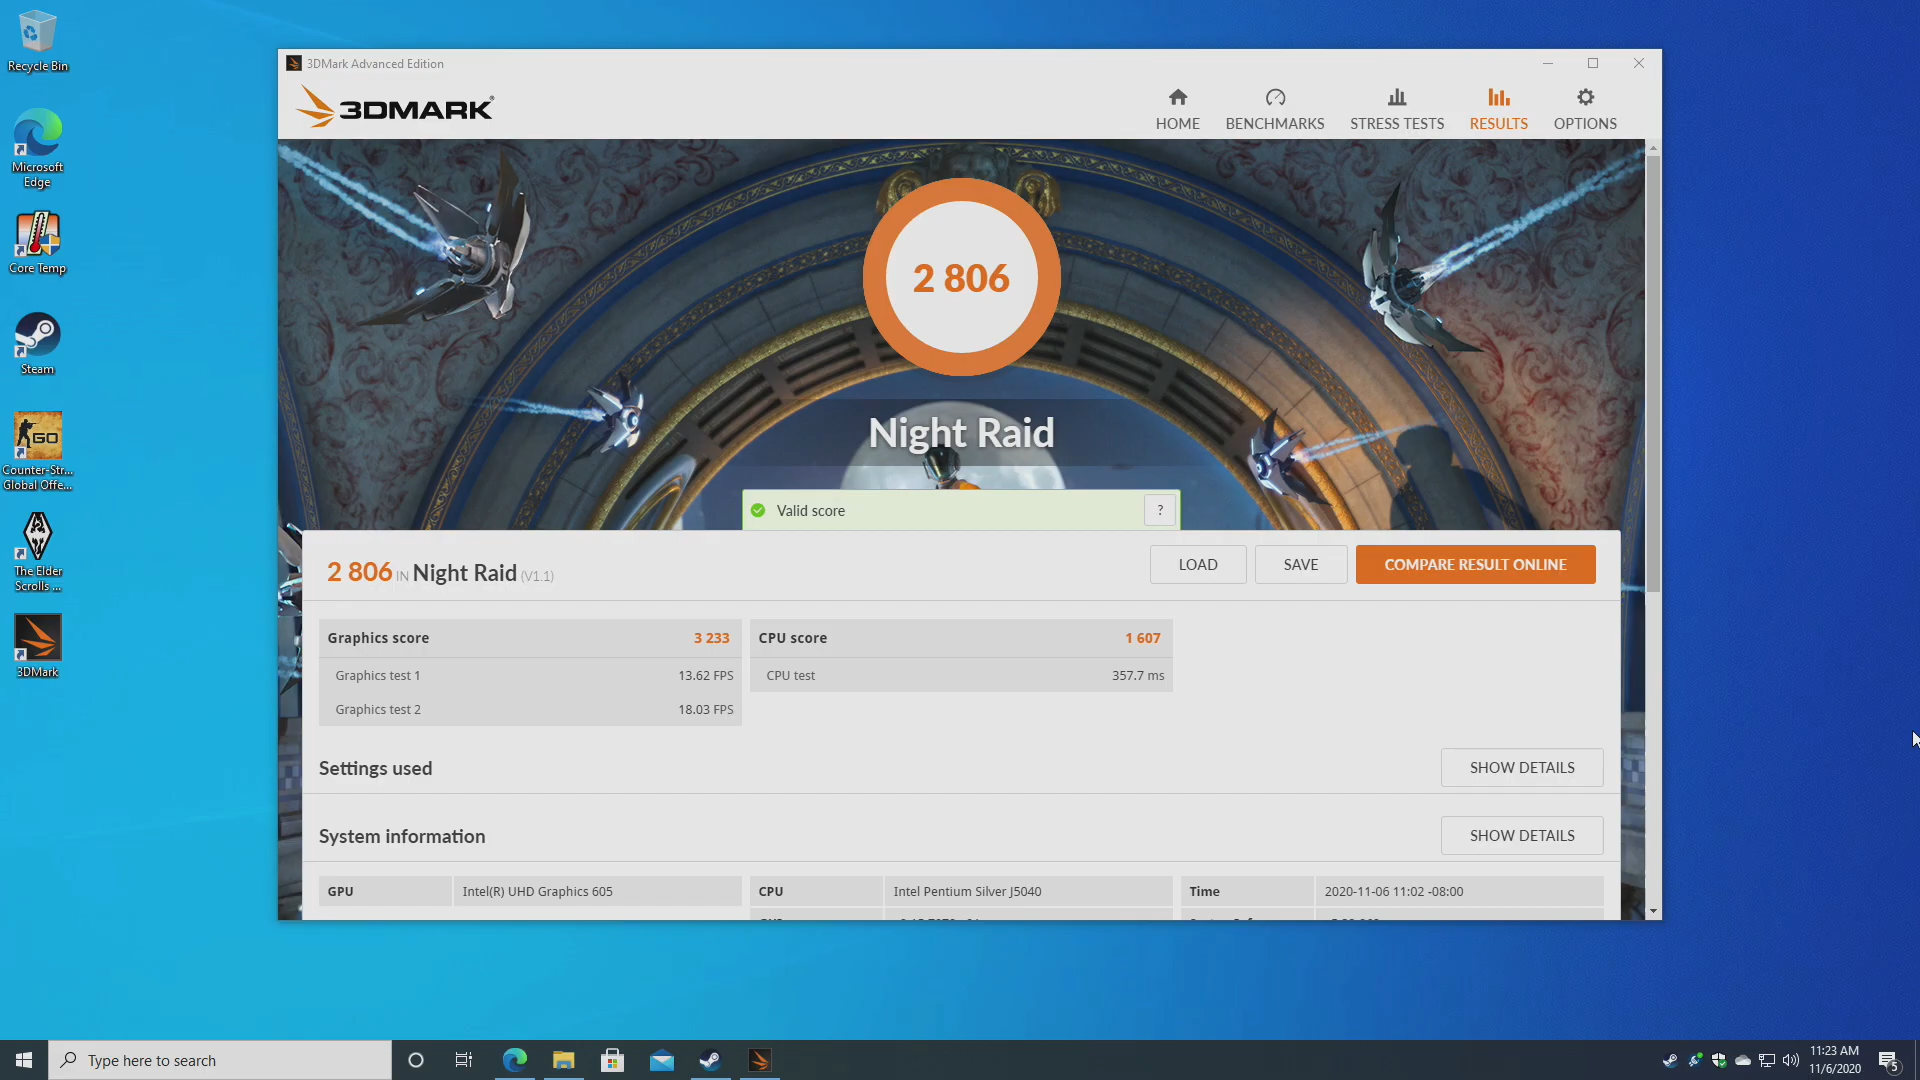 Recycle Bin
Microsoft
Edge
Core Temp
Steam
GO
Counter-Str...
Global Offe...
The Elder
Scrolls ...
3DMark
3DMark Advanced Edition
3DMARK®
HOME
BENCHMARKS
STRESS TESTS
RESULTS
OPTIONS
2 806
Night Raid
Valid score
?
2 806 IN Night Raid (V1.1)
LOAD
SAVE
COMPARE RESULT ONLINE
Graphics score 3 233
Graphics test 1 13.62 FPS
Graphics test 2 18.03 FPS
CPU score 1 607
CPU test 357.7 ms
Settings used
SHOW DETAILS
System information
SHOW DETAILS
GPU Intel(R) UHD Graphics 605
CPU Intel Pentium Silver J5040
Time 2020-11-06 11:02 -08:00
Type here to search
11:23 AM
11/6/2020
5